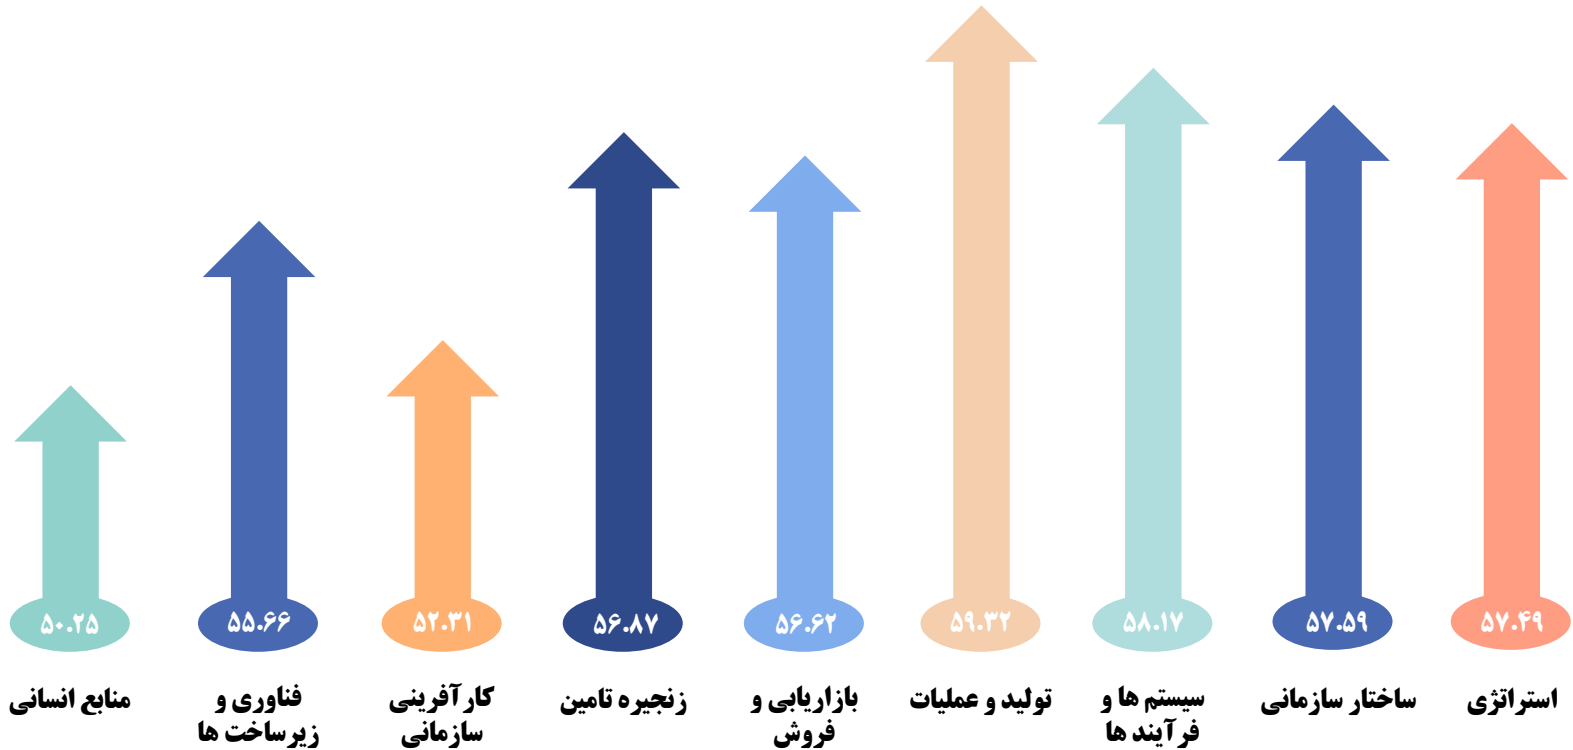 ۵۷.۴۹
۵۷.۵۹
۵۸.۱۷
۵۹.۳۲
۵۶.۶۲
۵۶.۸۷
۵۲.۳۱
۵۵.۶۶
۵۰.۲۵
استراتژی
ساختار سازمانی
سیستم ها و
فرآیند ها
تولید و عملیات
بازاریابی و
فروش
زنجیره تامین
کارآفرینی
سازمانی
فناوری و
زیرساخت ها
منابع انسانی